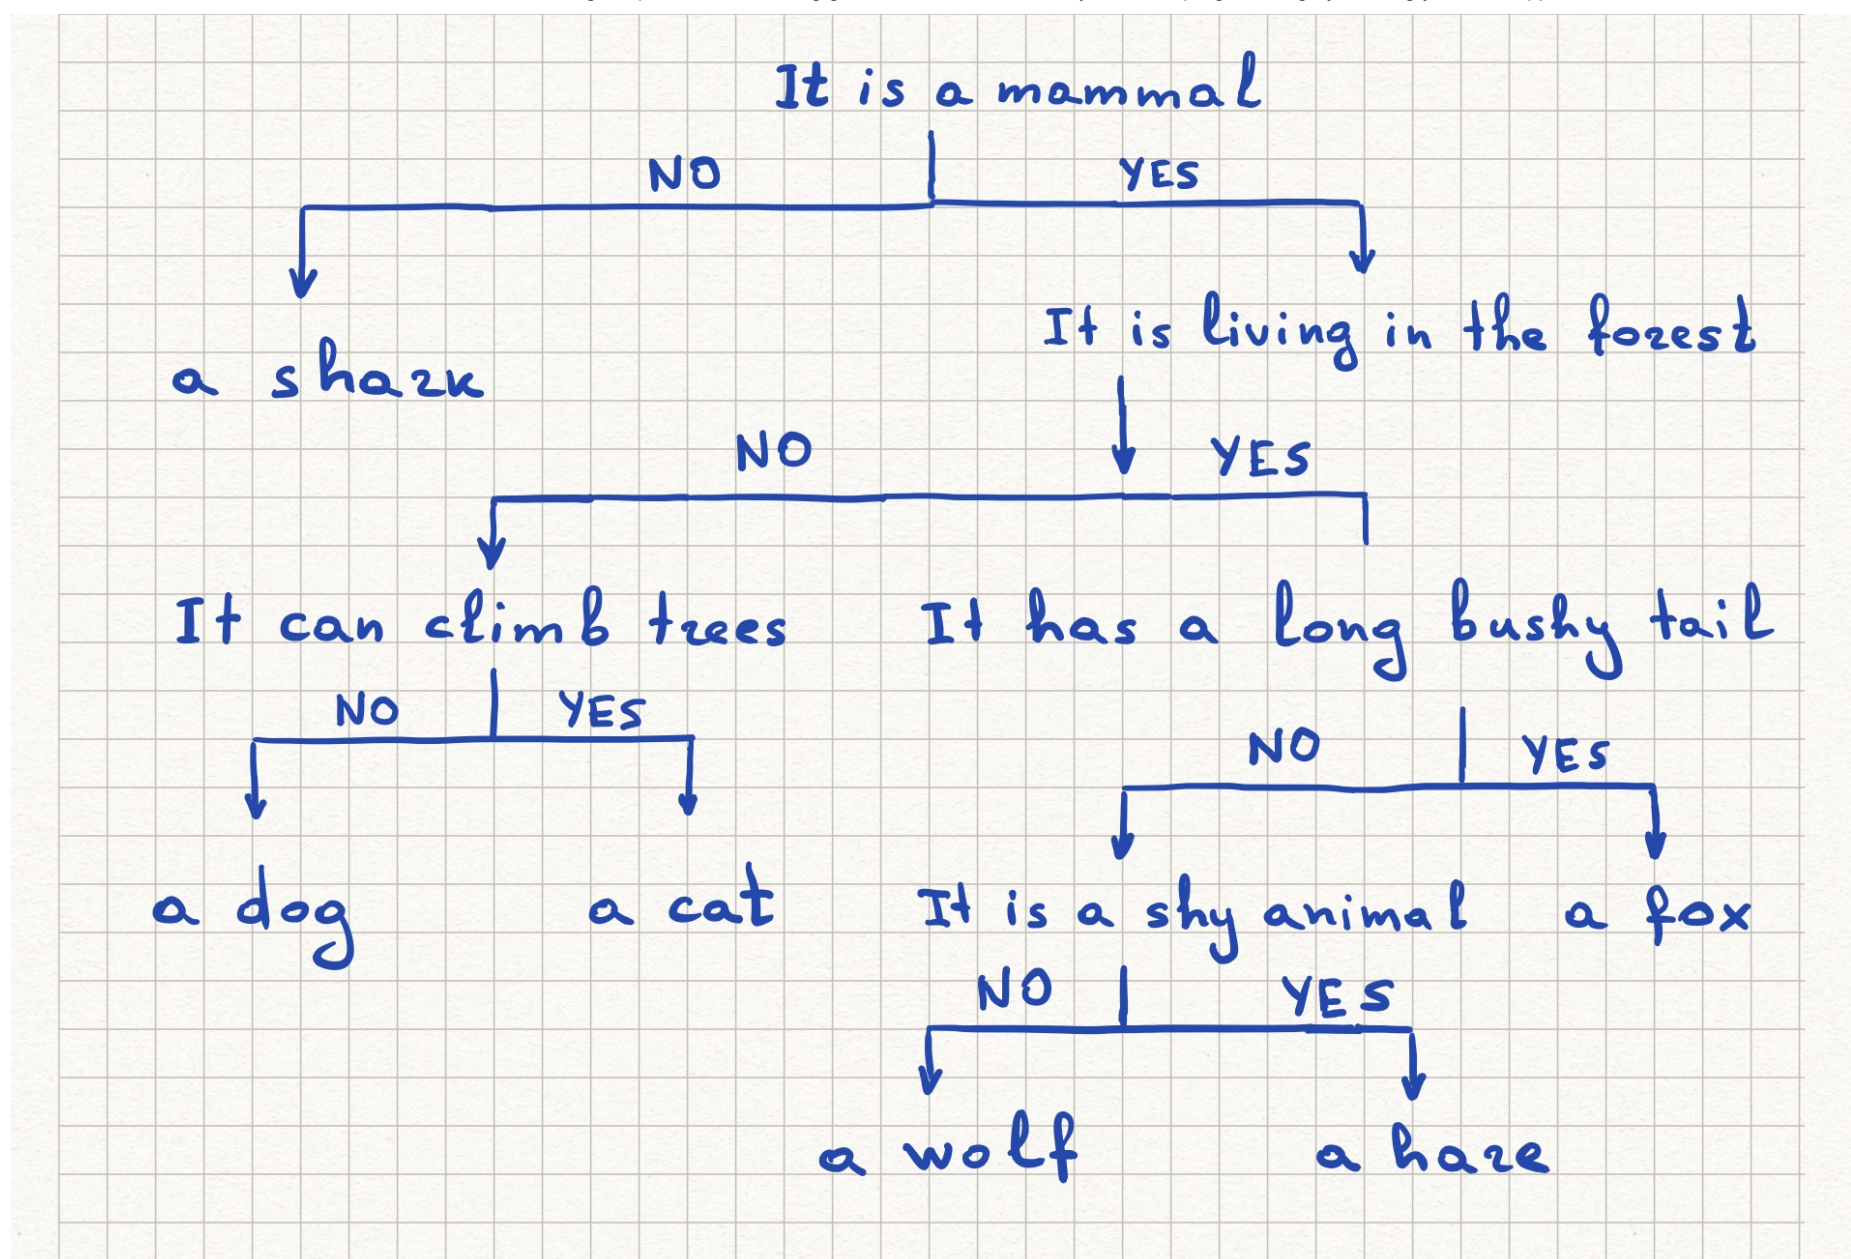 It is a mammal
NO YES
It is living in the forest
a shark
NO YES
It can climb trees It has a long bushy tail
NO YES
NO YES
a dog a cat It is a shy animal a fox
NO YES
a wolf a hare